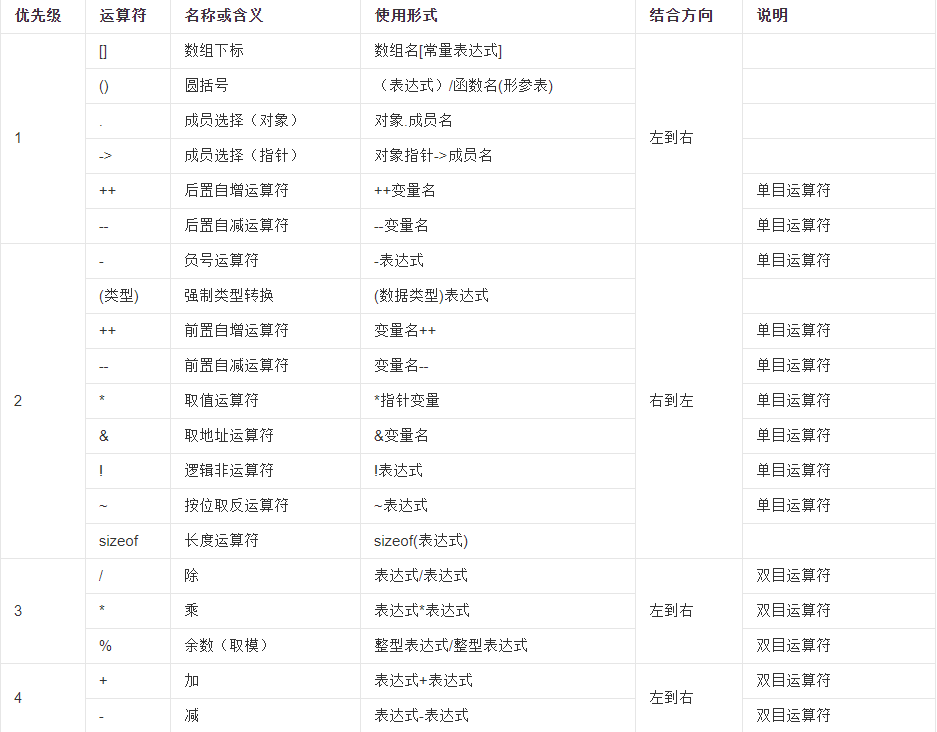 优先级 运算符 名称或含义 使用形式 结合方向 说明
[] 数组下标 数组名[常量表达式]
() 圆括号 （表达式）/函数名(形参表)
. 成员选择（对象） 对象.成员名
1 左到右
-> 成员选择（指针） 对象指针->成员名
++ 后置自增运算符 ++变量名 单目运算符
-- 后置自减运算符 --变量名 单目运算符
- 负号运算符 -表达式 单目运算符
(类型) 强制类型转换 (数据类型)表达式
++ 前置自增运算符 变量名++ 单目运算符
-- 前置自减运算符 变量名-- 单目运算符
2 * 取值运算符 *指针变量 右到左 单目运算符
& 取地址运算符 &变量名 单目运算符
! 逻辑非运算符 !表达式 单目运算符
~ 按位取反运算符 ~表达式 单目运算符
sizeof 长度运算符 sizeof(表达式)
/ 除 表达式/表达式 双目运算符
3 * 乘 表达式*表达式 左到右 双目运算符
% 余数（取模） 整型表达式/整型表达式 双目运算符
+ 加 表达式+表达式 双目运算符
4 左到右
- 减 表达式-表达式 双目运算符